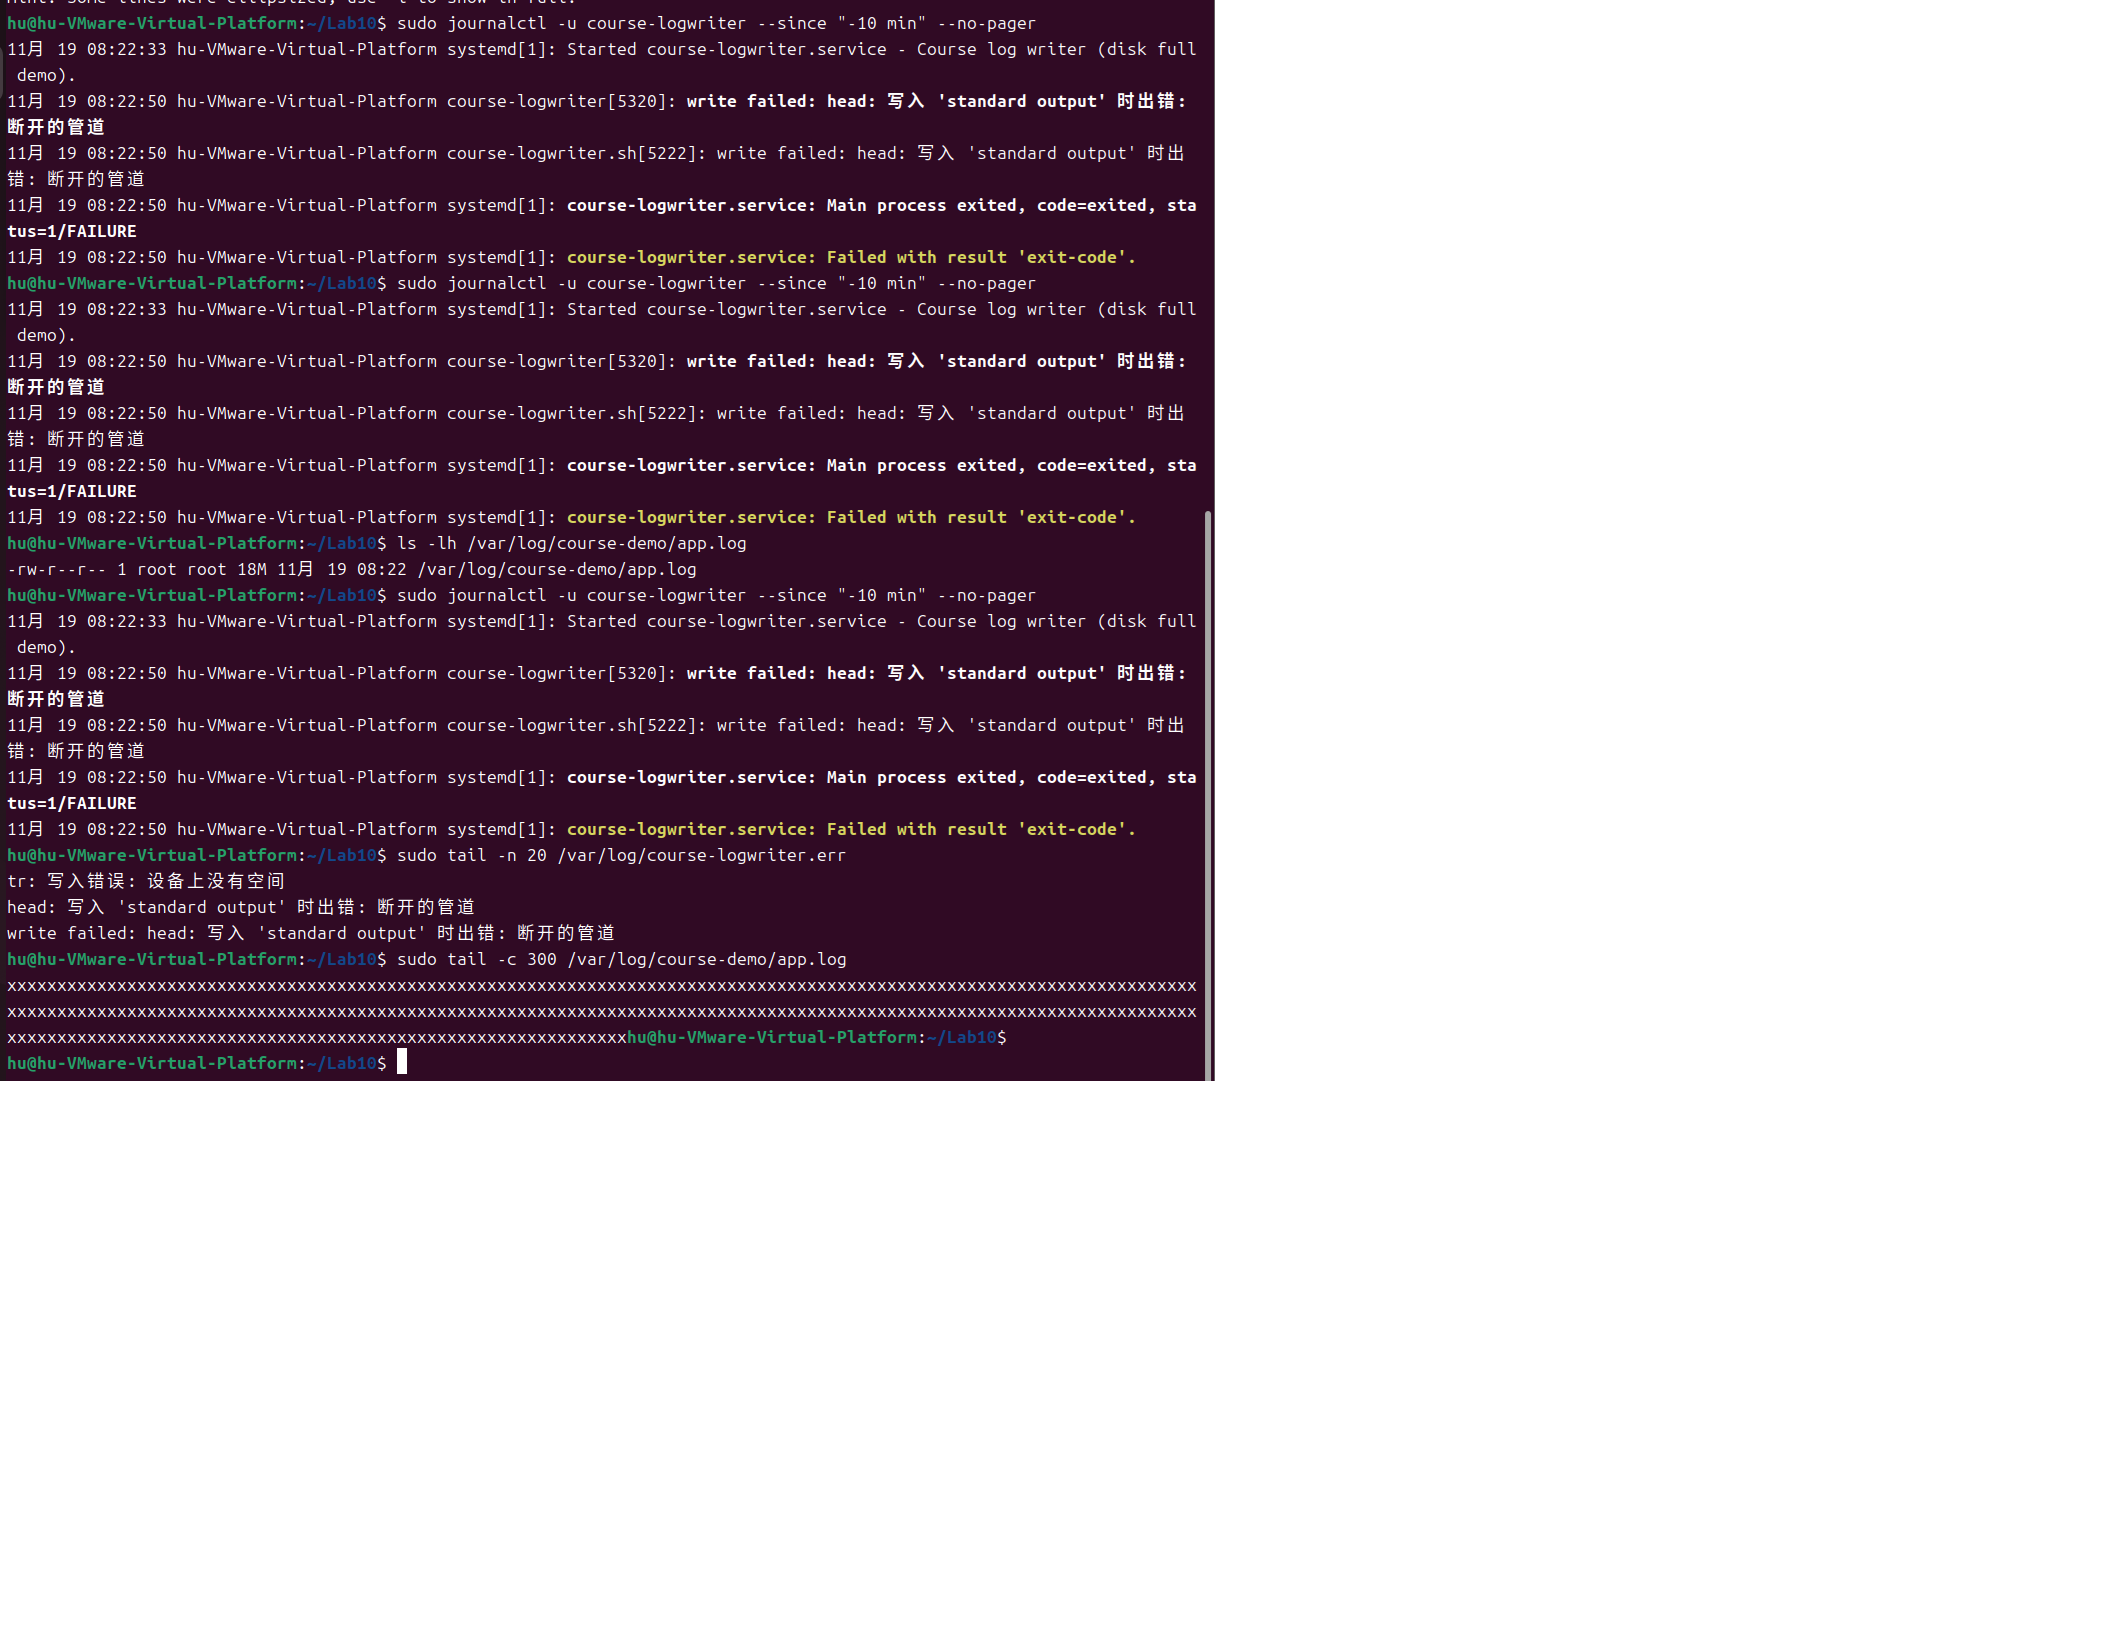 hint: Some lines were ellipsized, use -l to show in full.
hu@hu-VMware-Virtual-Platform:~/Lab10$ sudo journalctl -u course-logwriter --since "-10 min" --no-pager
11月 19 08:22:33 hu-VMware-Virtual-Platform systemd[1]: Started course-logwriter.service - Course log writer (disk full
 demo).
11月 19 08:22:50 hu-VMware-Virtual-Platform course-logwriter[5320]: write failed: head: 写入 'standard output' 时出错:
断开的管道
11月 19 08:22:50 hu-VMware-Virtual-Platform course-logwriter.sh[5222]: write failed: head: 写入 'standard output' 时出
错: 断开的管道
11月 19 08:22:50 hu-VMware-Virtual-Platform systemd[1]: course-logwriter.service: Main process exited, code=exited, sta
tus=1/FAILURE
11月 19 08:22:50 hu-VMware-Virtual-Platform systemd[1]: course-logwriter.service: Failed with result 'exit-code'.
hu@hu-VMware-Virtual-Platform:~/Lab10$ sudo journalctl -u course-logwriter --since "-10 min" --no-pager
11月 19 08:22:33 hu-VMware-Virtual-Platform systemd[1]: Started course-logwriter.service - Course log writer (disk full
 demo).
11月 19 08:22:50 hu-VMware-Virtual-Platform course-logwriter[5320]: write failed: head: 写入 'standard output' 时出错:
断开的管道
11月 19 08:22:50 hu-VMware-Virtual-Platform course-logwriter.sh[5222]: write failed: head: 写入 'standard output' 时出
错: 断开的管道
11月 19 08:22:50 hu-VMware-Virtual-Platform systemd[1]: course-logwriter.service: Main process exited, code=exited, sta
tus=1/FAILURE
11月 19 08:22:50 hu-VMware-Virtual-Platform systemd[1]: course-logwriter.service: Failed with result 'exit-code'.
hu@hu-VMware-Virtual-Platform:~/Lab10$ ls -lh /var/log/course-demo/app.log
-rw-r--r-- 1 root root 18M 11月 19 08:22 /var/log/course-demo/app.log
hu@hu-VMware-Virtual-Platform:~/Lab10$ sudo journalctl -u course-logwriter --since "-10 min" --no-pager
11月 19 08:22:33 hu-VMware-Virtual-Platform systemd[1]: Started course-logwriter.service - Course log writer (disk full
 demo).
11月 19 08:22:50 hu-VMware-Virtual-Platform course-logwriter[5320]: write failed: head: 写入 'standard output' 时出错:
断开的管道
11月 19 08:22:50 hu-VMware-Virtual-Platform course-logwriter.sh[5222]: write failed: head: 写入 'standard output' 时出
错: 断开的管道
11月 19 08:22:50 hu-VMware-Virtual-Platform systemd[1]: course-logwriter.service: Main process exited, code=exited, sta
tus=1/FAILURE
11月 19 08:22:50 hu-VMware-Virtual-Platform systemd[1]: course-logwriter.service: Failed with result 'exit-code'.
hu@hu-VMware-Virtual-Platform:~/Lab10$ sudo tail -n 20 /var/log/course-logwriter.err
tr: 写入错误: 设备上没有空间
head: 写入 'standard output' 时出错: 断开的管道
write failed: head: 写入 'standard output' 时出错: 断开的管道
hu@hu-VMware-Virtual-Platform:~/Lab10$ sudo tail -c 300 /var/log/course-demo/app.log
xxxxxxxxxxxxxxxxxxxxxxxxxxxxxxxxxxxxxxxxxxxxxxxxxxxxxxxxxxxxxxxxxxxxxxxxxxxxxxxxxxxxxxxxxxxxxxxxxxxxxxxxxxxxxxxxxxxxxxx
xxxxxxxxxxxxxxxxxxxxxxxxxxxxxxxxxxxxxxxxxxxxxxxxxxxxxxxxxxxxxxxxxxxxxxxxxxxxxxxxxxxxxxxxxxxxxxxxxxxxxxxxxxxxxxxxxxxxxxx
xxxxxxxxxxxxxxxxxxxxxxxxxxxxxxxxxxxxxxxxxxxxxxxxxxxxxxxxxxxxxxhu@hu-VMware-Virtual-Platform:~/Lab10$
hu@hu-VMware-Virtual-Platform:~/Lab10$